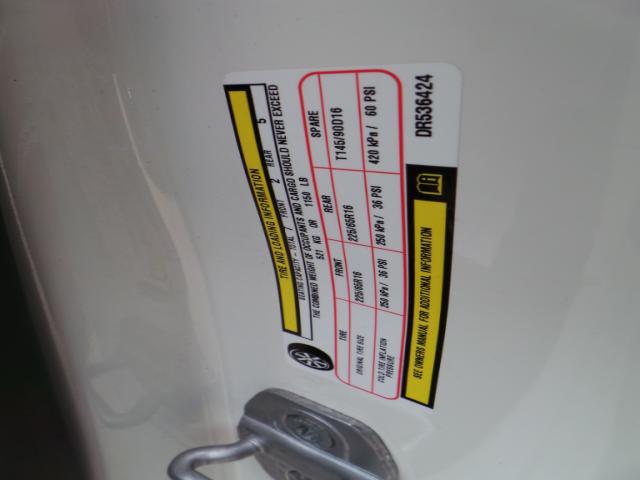 TIRE AND LOADING INFORMATION
SEATING CAPACITY - TOTAL 7 FRONT 2 REAR 5
THE COMBINED WEIGHT OF OCCUPANTS AND CARGO SHOULD NEVER EXCEED
521 KG OR 1150 LB
TIRE FRONT REAR SPARE
ORIGINAL TIRE SIZE 225/65R16 225/65R16 T145/90D16
COLD TIRE INFLATION PRESSURE 250 kPa / 36 PSI 250 kPa / 36 PSI 420 kPa / 60 PSI
SEE OWNERS MANUAL FOR ADDITIONAL INFORMATION
DR536424